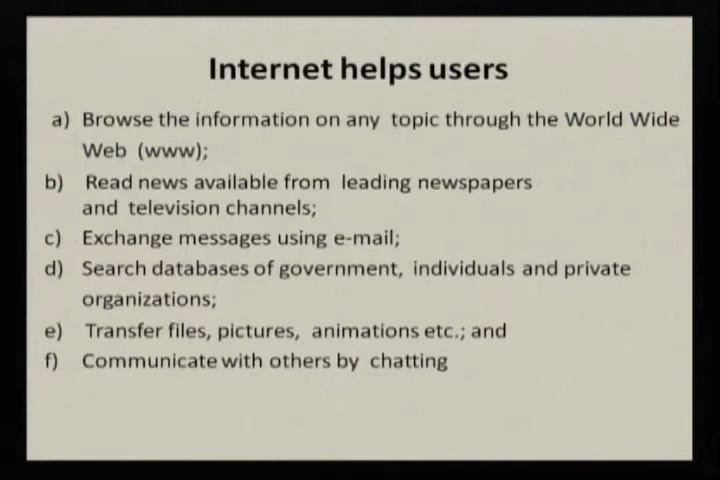 Internet helps users
a) Browse the information on any topic through the World Wide
Web (www);
b) Read news available from leading newspapers
and television channels;
c) Exchange messages using e-mail;
d) Search databases of government, individuals and private
organizations;
e) Transfer files, pictures, animations etc.; and
f) Communicate with others by chatting